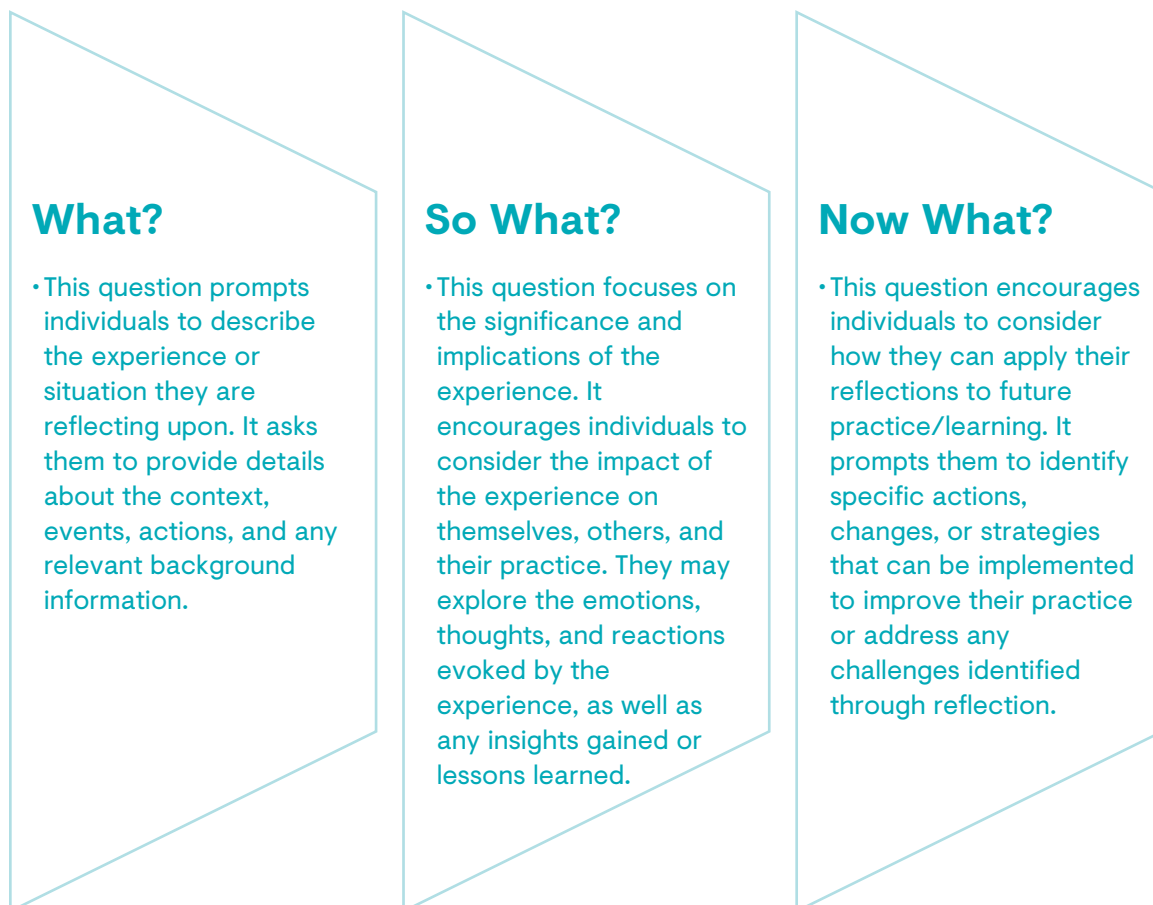 What?
• This question prompts
individuals to describe
the experience or
situation they are
reflecting upon. It asks
them to provide details
about the context,
events, actions, and any
relevant background
information.
So What?
• This question focuses on
the significance and
implications of the
experience. It
encourages individuals to
consider the impact of
the experience on
themselves, others, and
their practice. They may
explore the emotions,
thoughts, and reactions
evoked by the
experience, as well as
any insights gained or
lessons learned.
Now What?
• This question encourages
individuals to consider
how they can apply their
reflections to future
practice/learning. It
prompts them to identify
specific actions,
changes, or strategies
that can be implemented
to improve their practice
or address any
challenges identified
through reflection.